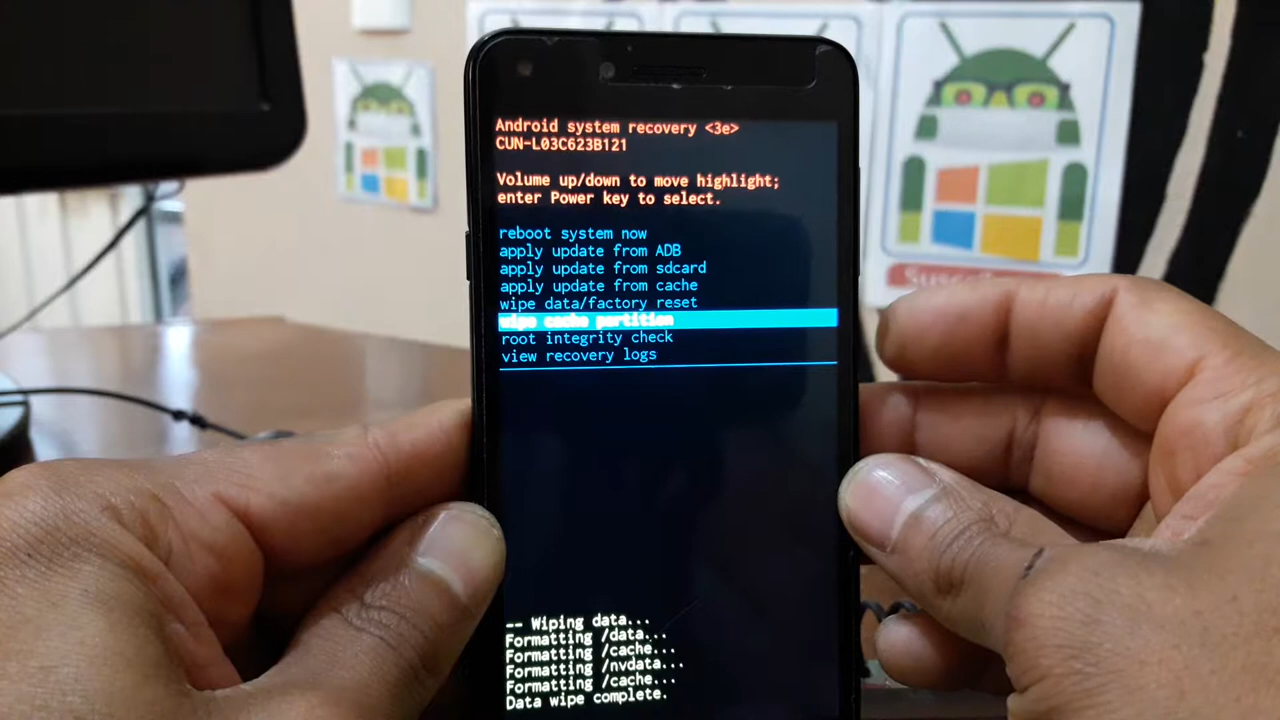 Android system recovery <3e>
CUN-L03C623B121
Volume up/down to move highlight;
enter Power key to select.
reboot system now
apply update from ADB
apply update from sdcard
apply update from cache
wipe data/factory reset
wipe cache partition
root integrity check
view recovery logs
-- Wiping data...
Formatting /data...
Formatting /cache...
Formatting /nvdata...
Formatting /cache...
Data wipe complete.